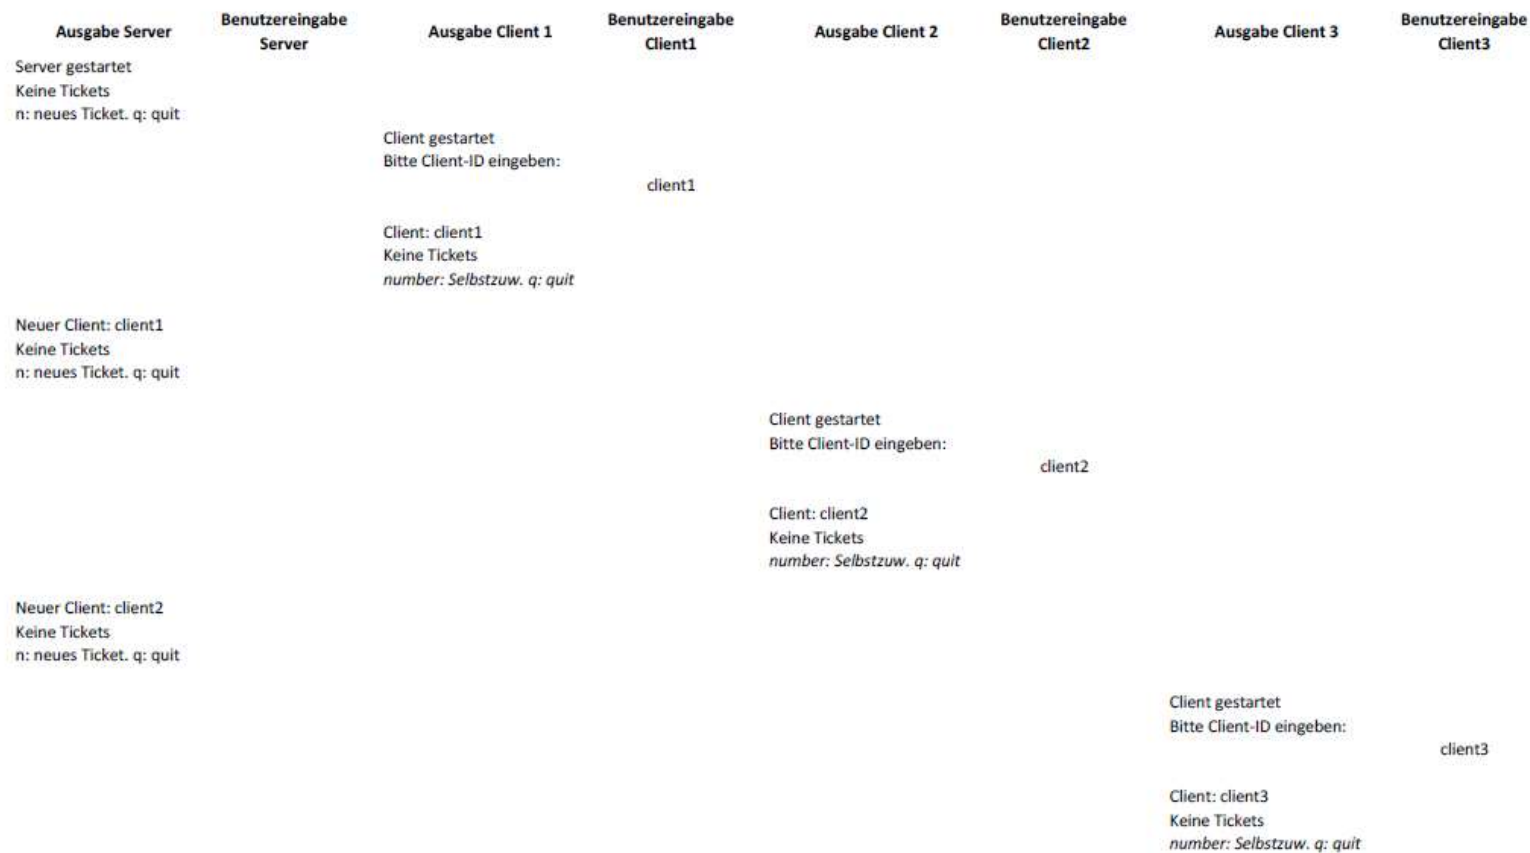 Ausgabe Server
Benutzereingabe
Server
Ausgabe Client 1
Benutzereingabe
Client1
Ausgabe Client 2
Benutzereingabe
Client2
Ausgabe Client 3
Benutzereingabe
Client3
Server gestartet
Keine Tickets
n: neues Ticket. q: quit
Client gestartet
Bitte Client-ID eingeben:
client1
Client: client1
Keine Tickets
number: Selbstzuw. q: quit
Neuer Client: client1
Keine Tickets
n: neues Ticket. q: quit
Client gestartet
Bitte Client-ID eingeben:
client2
Client: client2
Keine Tickets
number: Selbstzuw. q: quit
Neuer Client: client2
Keine Tickets
n: neues Ticket. q: quit
Client gestartet
Bitte Client-ID eingeben:
client3
Client: client3
Keine Tickets
number: Selbstzuw. q: quit